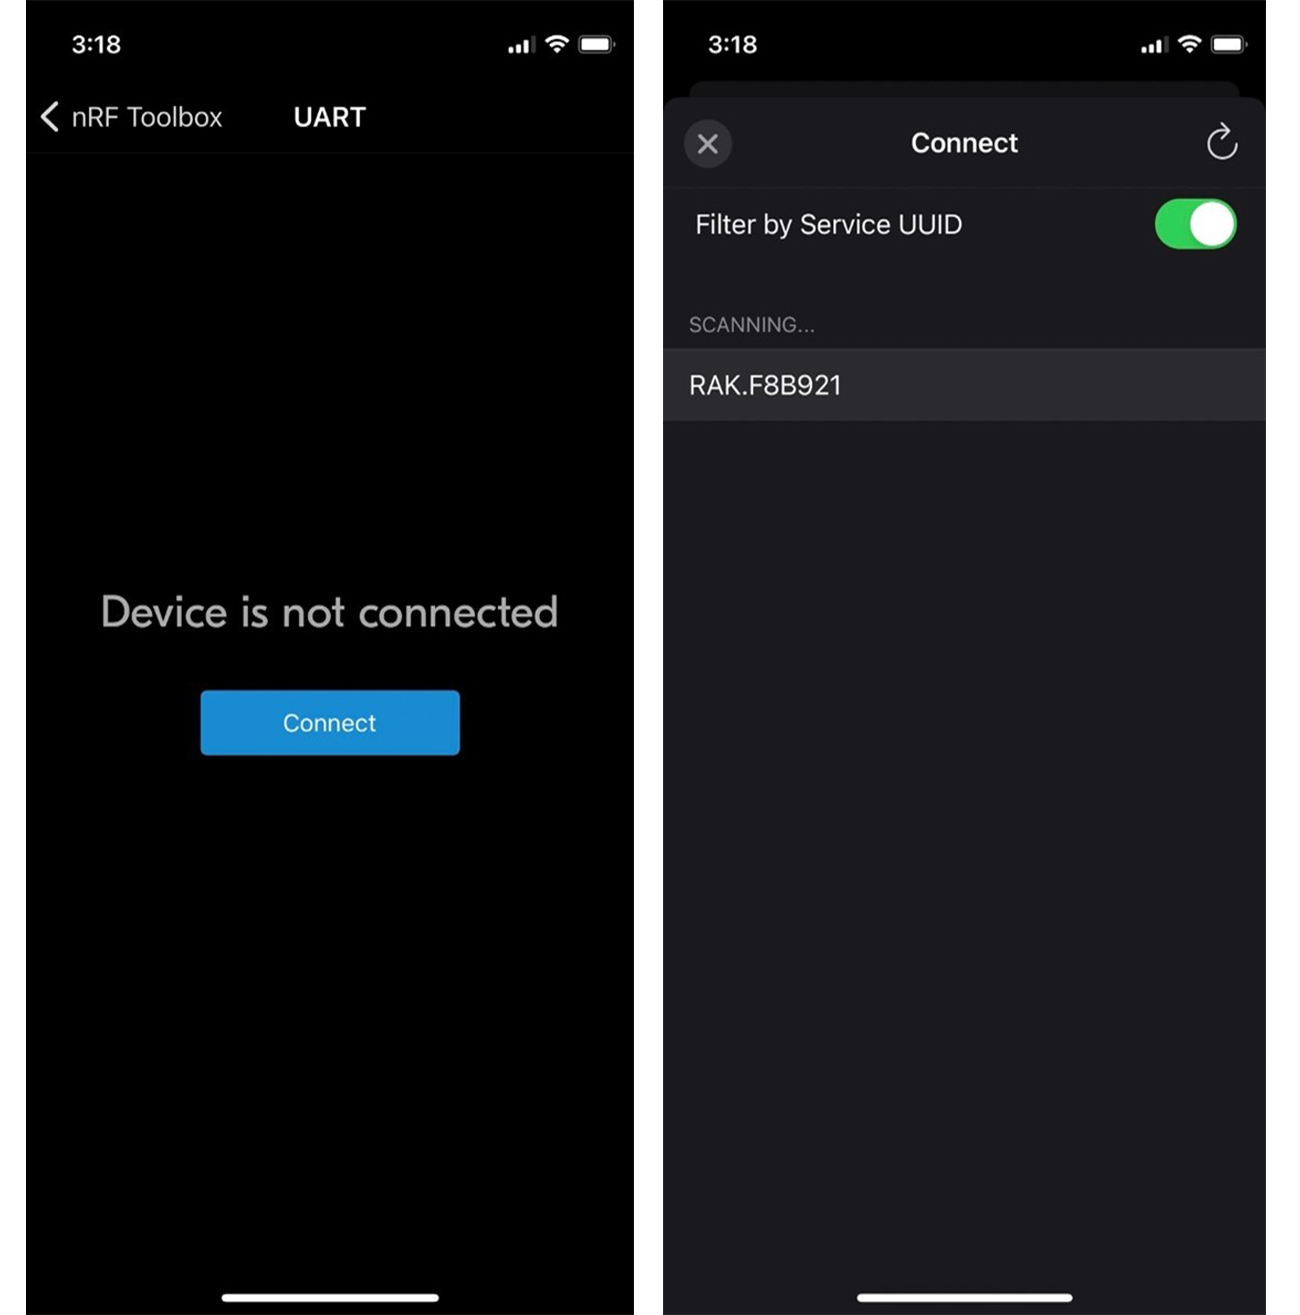 3:18
nRF Toolbox
UART
Device is not connected
Connect
3:18
Connect
Filter by Service UUID
SCANNING...
RAK.F8B921